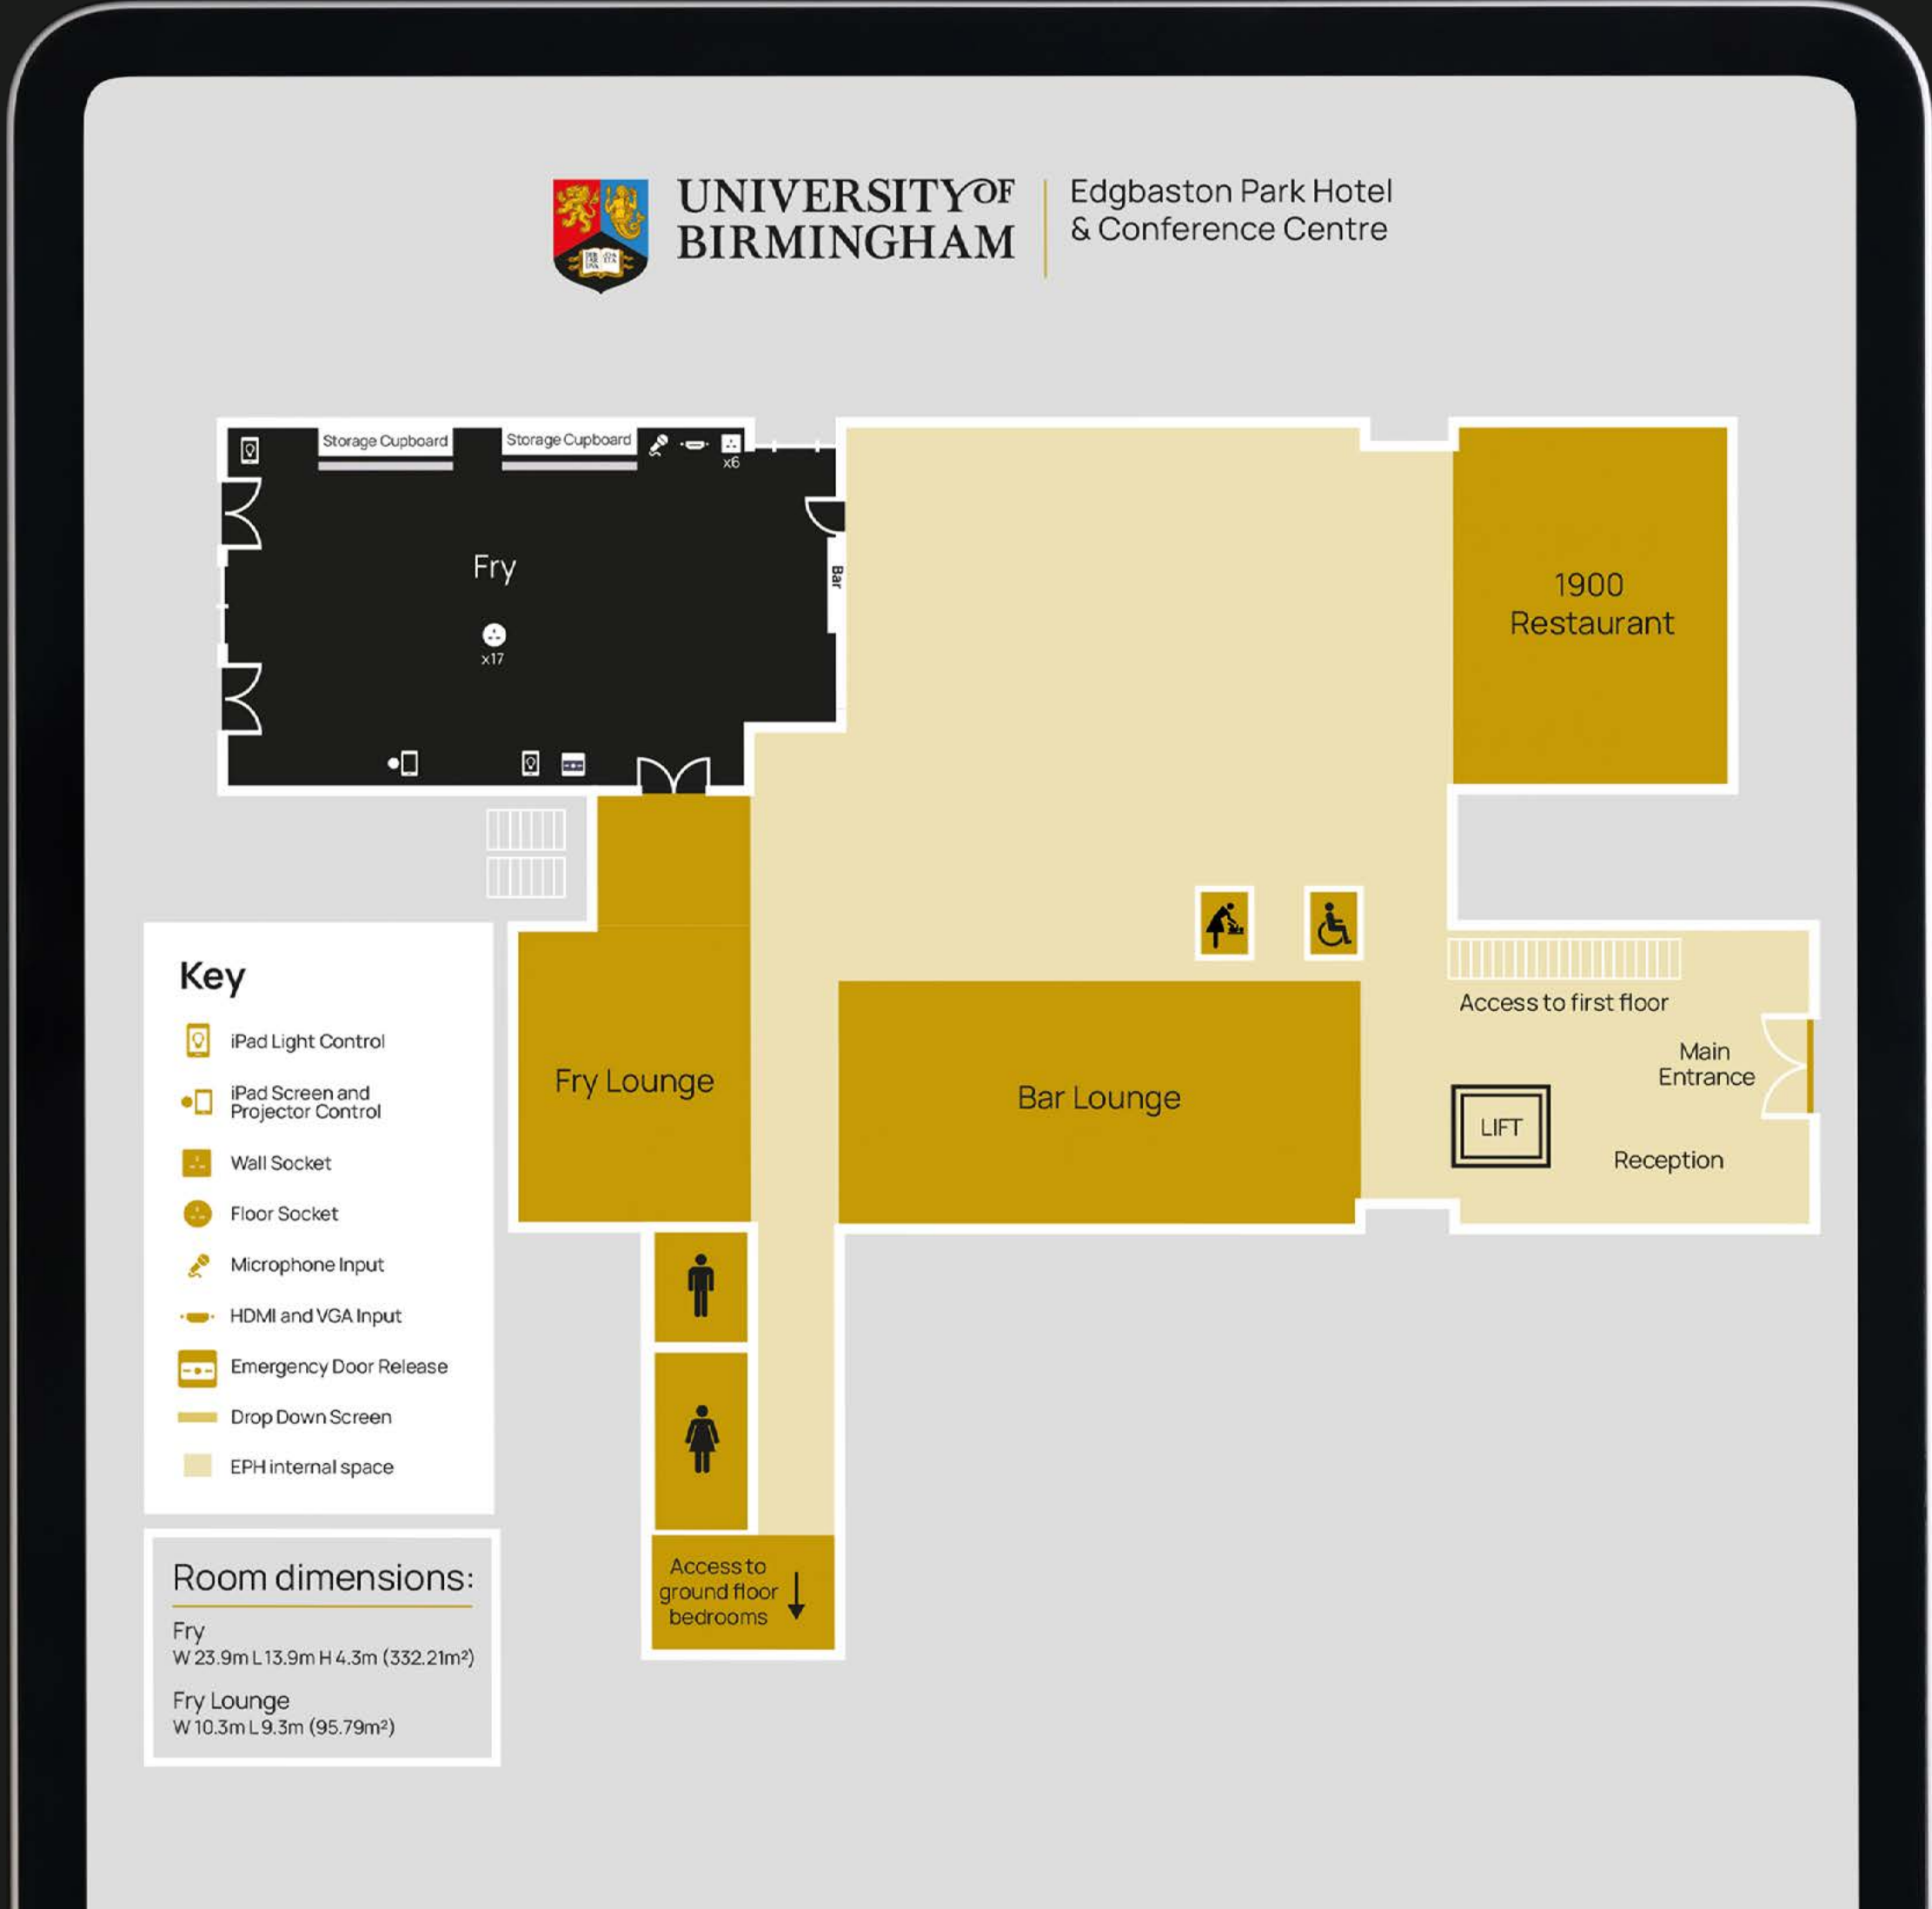 UNIVERSITY OF
BIRMINGHAM
Edgbaston Park Hotel
& Conference Centre
Storage Cupboard
Storage Cupboard
x6
Fry
x17
Bar
1900
Restaurant
Fry Lounge
Bar Lounge
Access to first floor
Main
Entrance
LIFT
Reception
Access to
ground floor
bedrooms
Key
iPad Light Control
iPad Screen and
Projector Control
Wall Socket
Floor Socket
Microphone Input
HDMI and VGA Input
Emergency Door Release
Drop Down Screen
EPH internal space
Room dimensions:
Fry
W 23.9m L 13.9m H 4.3m (332.21m²)
Fry Lounge
W 10.3m L 9.3m (95.79m²)